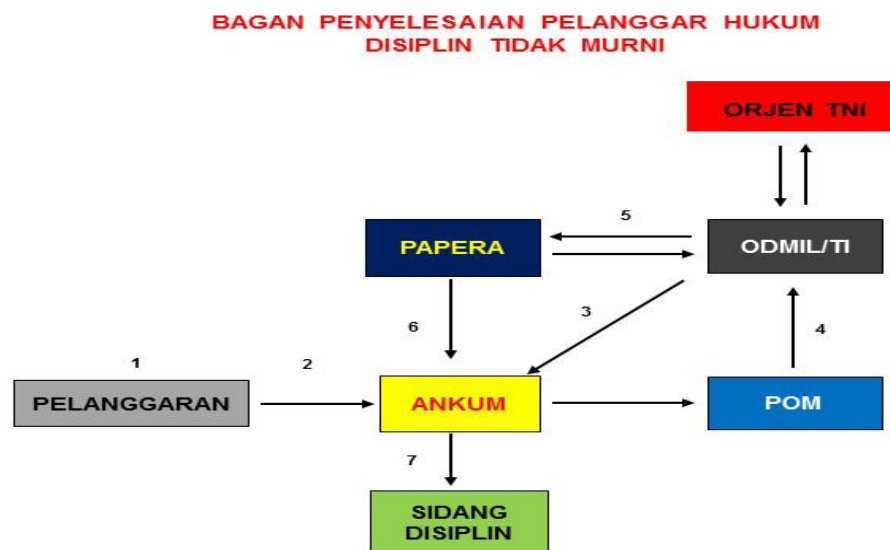 BAGAN PENYELESAIAN PELANGGAR HUKUM
DISIPLIN TIDAK MURNI
ORJEN TNI
5
PAPERA
ODMIL/TI
3
6
4
1
2
PELANGGARAN
ANKUM
POM
7
SIDANG
DISIPLIN